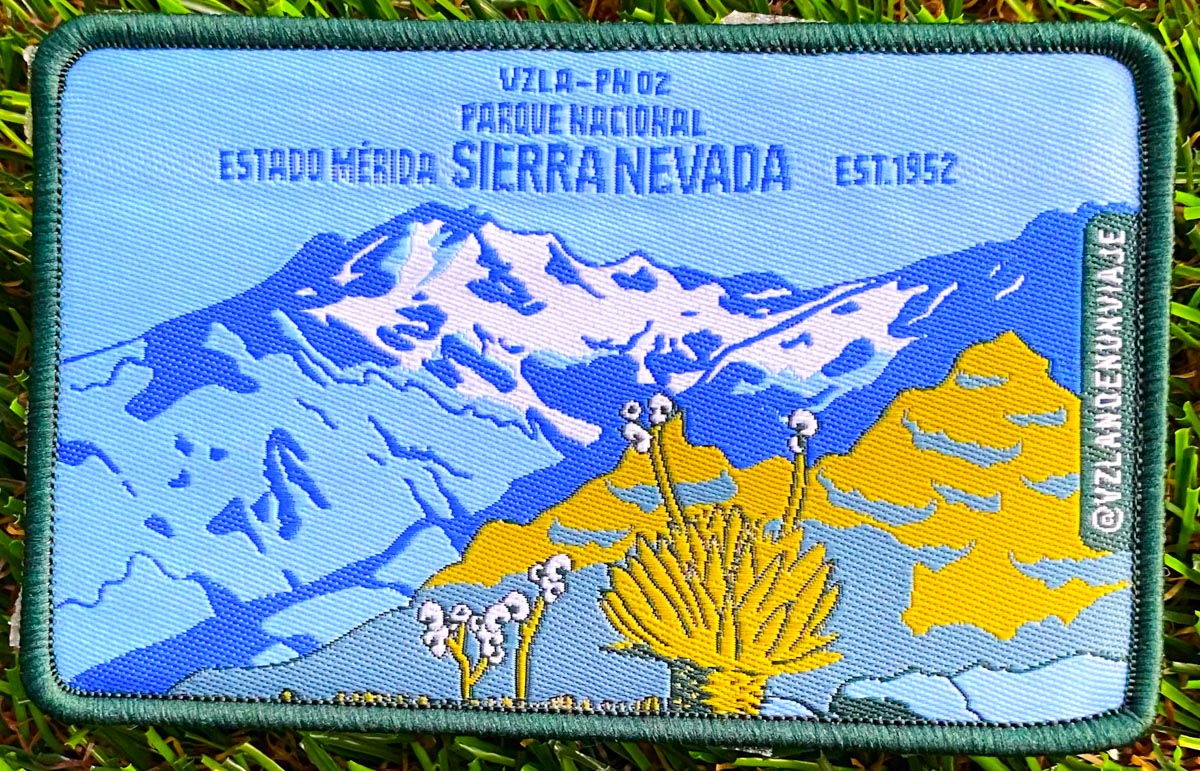 VZLA-PN 02
PARQUE NACIONAL
ESTADO MÉRIDA SIERRA NEVADA EST.1952
@VZLANDENUNVIAJE